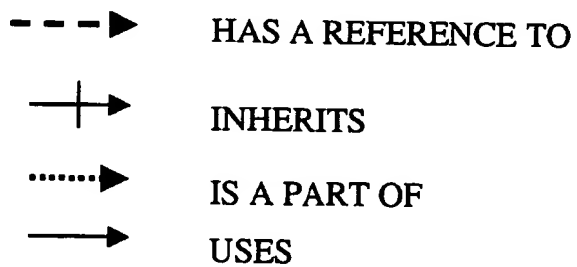 HAS A REFERENCE TO
INHERITS
IS A PART OF
USES